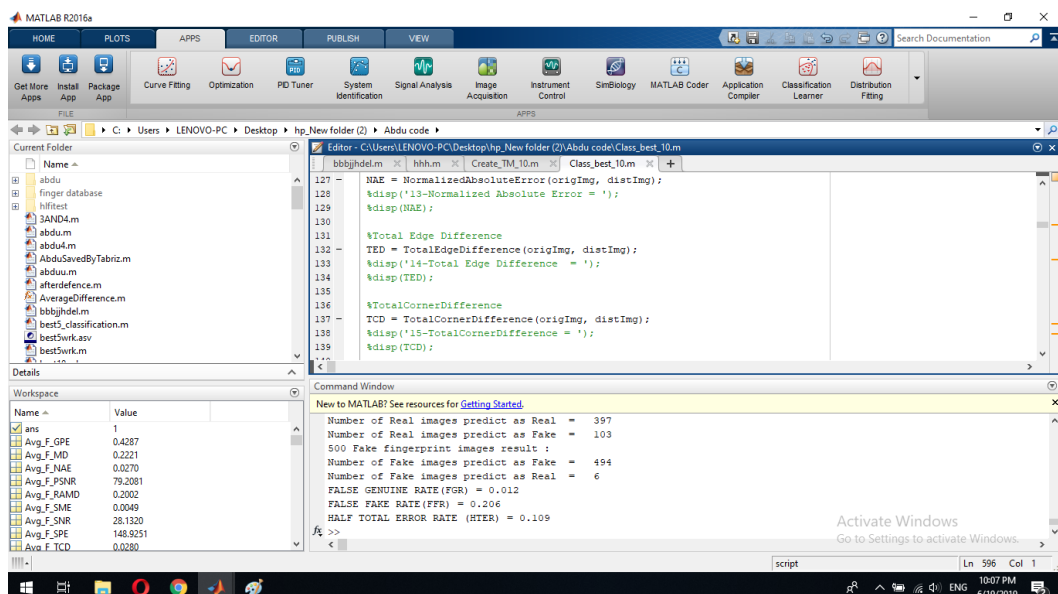 MATLAB R2016a
HOME PLOTS APPS EDITOR PUBLISH VIEW Search Documentation
Get More Apps Install App Package App Curve Fitting Optimization PID Tuner System Identification Signal Analysis Image Acquisition Instrument Control SimBiology MATLAB Coder Application Compiler Classification Learner Distribution Fitting
FILE APPS
C: Users LENOVO-PC Desktop hp_New folder (2) Abdu code
Current Folder
Name
abdu
finger database
hlfitest
3AND4.m
abdu.m
abdu4.m
AbduSavedByTabriz.m
abduu.m
afterdefence.m
AverageDifference.m
bbbjjhdel.m
best5_classification.m
best5wrk.asv
best5wrk.m
Details
Workspace
Name Value
ans 1
Avg_F_GPE 0.4287
Avg_F_MD 0.2221
Avg_F_NAE 0.0270
Avg_F_PSNR 79.2081
Avg_F_RAMD 0.2002
Avg_F_SME 0.0049
Avg_F_SNR 28.1320
Avg_F_SPE 148.9251
Avg_F_TCD 0.0280
Editor - C:\Users\LENOVO-PC\Desktop\hp_New folder (2)\Abdu code\Class_best_10.m
bbbjjhdel.m hhh.m Create_TM_10.m Class_best_10.m
127 NAE = NormalizedAbsoluteError(origImg, distImg);
128 %disp('13-Normalized Absolute Error = ');
129 %disp(NAE);
130
131 %Total Edge Difference
132 TED = TotalEdgeDifference(origImg, distImg);
133 %disp('14-Total Edge Difference  = ');
134 %disp(TED);
135
136 %TotalCornerDifference
137 TCD = TotalCornerDifference(origImg, distImg);
138 %disp('15-TotalCornerDifference = ');
139 %disp(TCD);
Command Window
New to MATLAB? See resources for Getting Started.
Number of Real images predict as Real  =   397
Number of Real images predict as Fake  =   103
500 Fake fingerprint images result :
Number of Fake images predict as Fake  =   494
Number of Fake images predict as Real  =   6
FALSE GENUINE RATE(FGR) = 0.012
FALSE FAKE RATE(FFR) = 0.206
HALF TOTAL ERROR RATE (HTER) = 0.109
fx >>
Activate Windows
Go to Settings to activate Windows.
script Ln 596 Col 1
ENG 10:07 PM